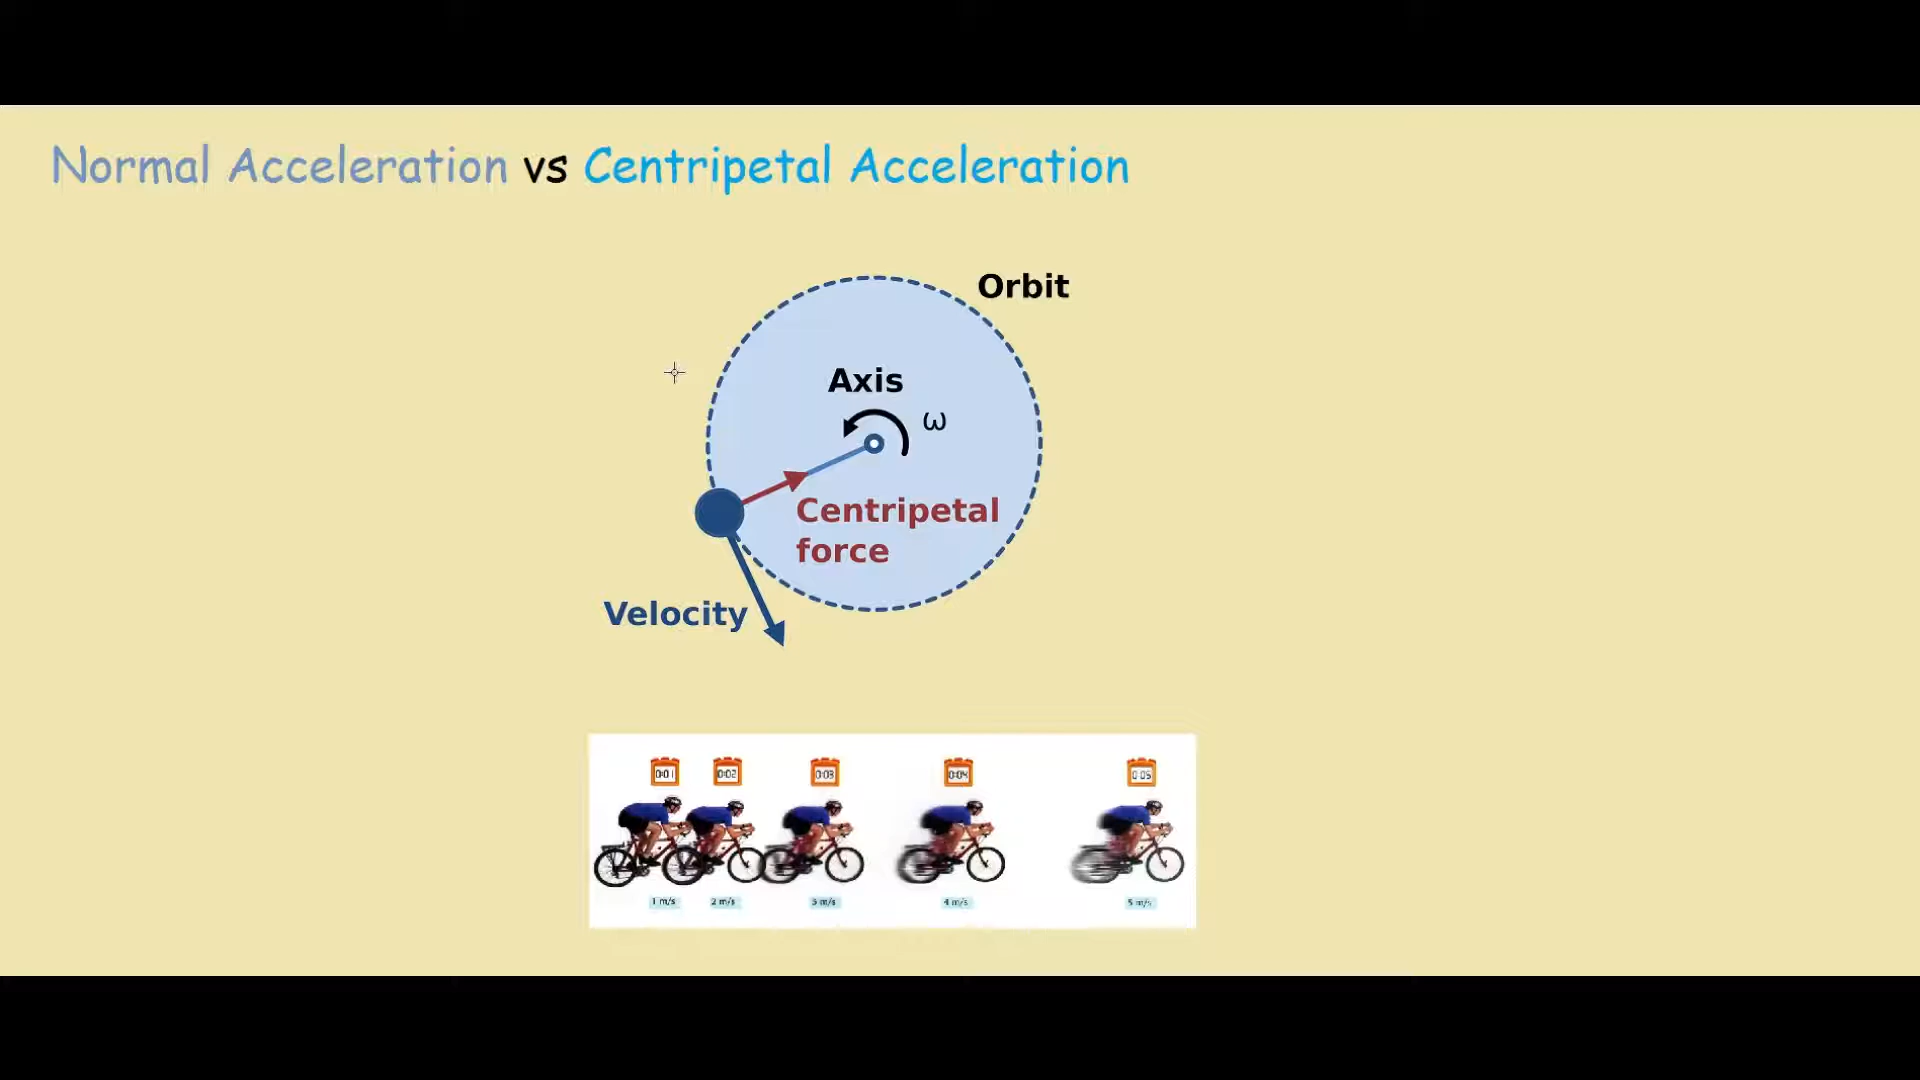 Normal Acceleration vs Centripetal Acceleration
Orbit
Axis
ω
Centripetal
force
Velocity
0:01 0:02 0:03 0:04 0:05
1 m/s 2 m/s 3 m/s 4 m/s 5 m/s